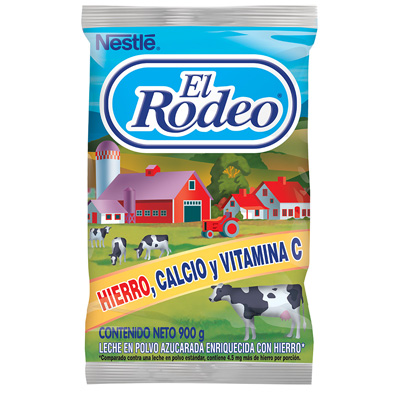 Nestlé®
El
Rodeo®
HIERRO, CALCIO y VITAMINA C
CONTENIDO NETO 900 g
LECHE EN POLVO AZUCARADA ENRIQUECIDA CON HIERRO*
*Comparado contra una leche en polvo estándar, contiene 4.5 mg más de hierro por porción.